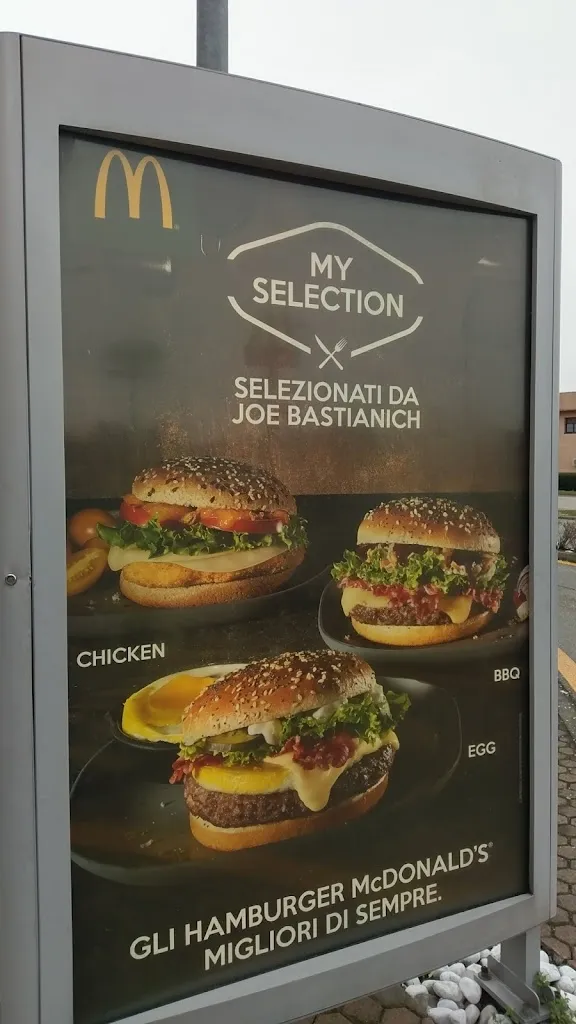 MY
SELECTION
SELEZIONATI DA
JOE BASTIANICH
CHICKEN
BBQ
EGG
GLI HAMBURGER McDONALD'S®
MIGLIORI DI SEMPRE.